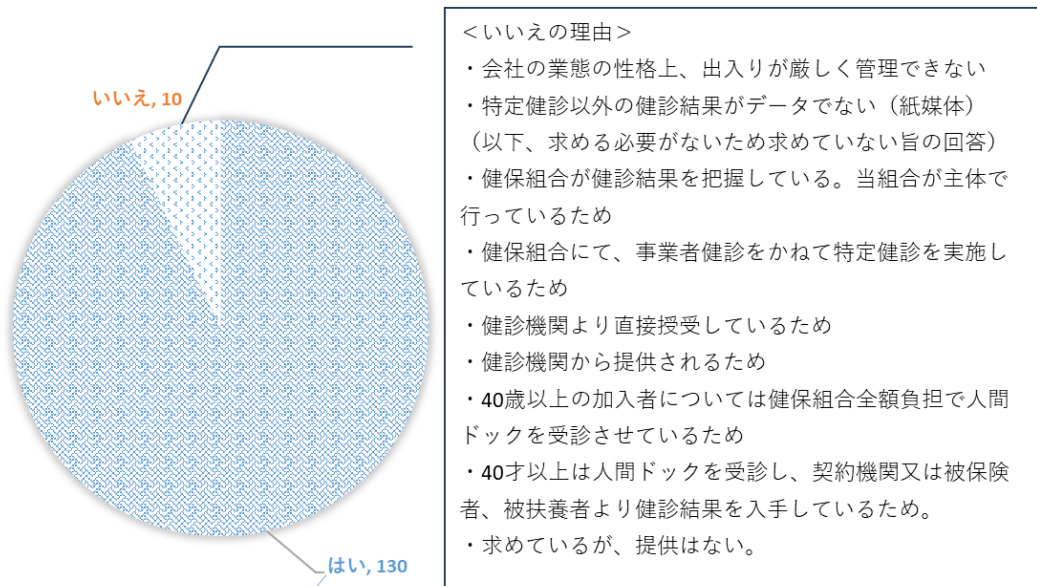 いいえ, 10
はい, 130
＜いいえの理由＞
・会社の業態の性格上、出入りが厳しく管理できない
・特定健診以外の健診結果がデータでない（紙媒体）
（以下、求める必要がないため求めていない旨の回答）
・健保組合が健診結果を把握している。当組合が主体で
行っているため
・健保組合にて、事業者健診をかねて特定健診を実施し
ているため
・健診機関より直接授受しているため
・健診機関から提供されるため
・40歳以上の加入者については健保組合全額負担で人間
ドックを受診させているため
・40才以上は人間ドックを受診し、契約機関又は被保険
者、被扶養者より健診結果を入手しているため。
・求めているが、提供はない。